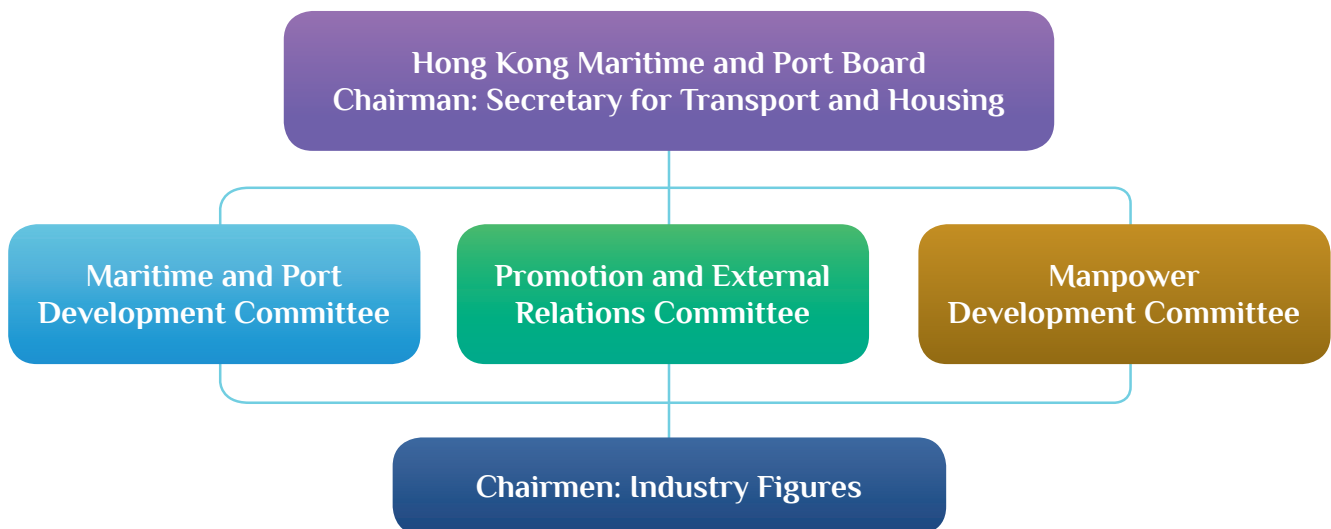 Hong Kong Maritime and Port Board
Chairman: Secretary for Transport and Housing
Maritime and Port
Development Committee
Promotion and External
Relations Committee
Manpower
Development Committee
Chairmen: Industry Figures